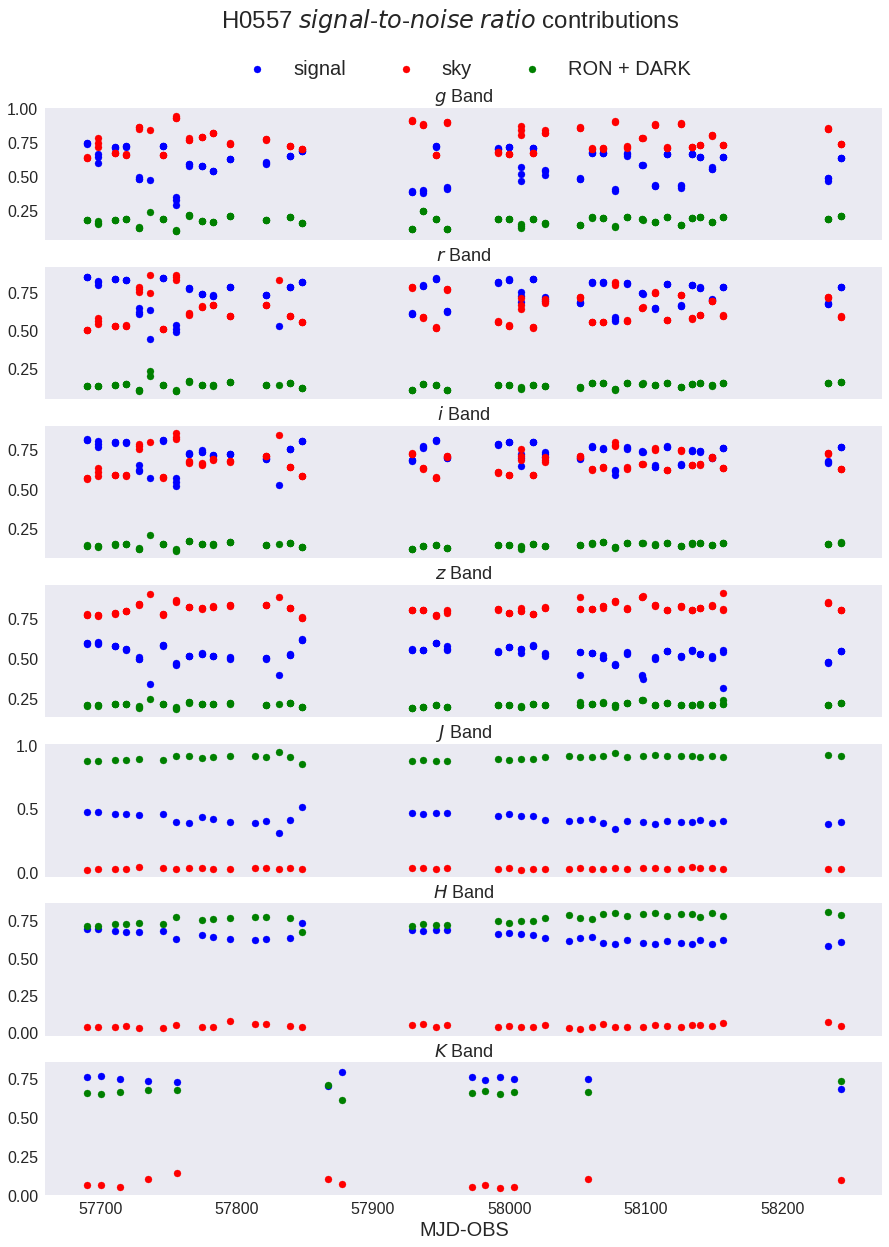 H0557 signal-to-noise ratio contributions
signal sky RON + DARK
g Band
1.00
0.75
0.50
0.25
r Band
0.75
0.50
0.25
i Band
0.75
0.50
0.25
z Band
0.75
0.50
0.25
J Band
1.0
0.5
0.0
H Band
0.75
0.50
0.25
0.00
K Band
0.75
0.50
0.25
0.00
57700 57800 57900 58000 58100 58200
MJD-OBS